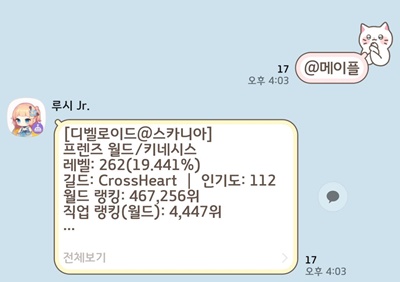 @메이플
17
오후 4:03
루시 Jr.
[디벨로이드@스카니아]
프렌즈 월드/키네시스
레벨: 262(19.441%)
길드: CrossHeart | 인기도: 112
월드 랭킹: 467,256위
직업 랭킹(월드): 4,447위
...
전체보기
17
오후 4:03